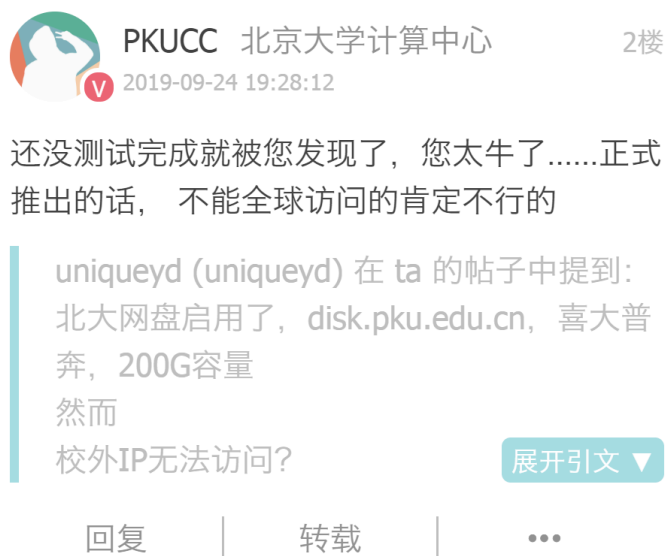 PKUCC 北京大学计算中心 2楼
V 2019-09-24 19:28:12
还没测试完成就被您发现了，您太牛了......正式
推出的话， 不能全球访问的肯定不行的
uniqueyd (uniqueyd) 在 ta 的帖子中提到：
北大网盘启用了，disk.pku.edu.cn，喜大普
奔，200G容量
然而
校外IP无法访问？ 展开引文 ▼
回复 转载 •••